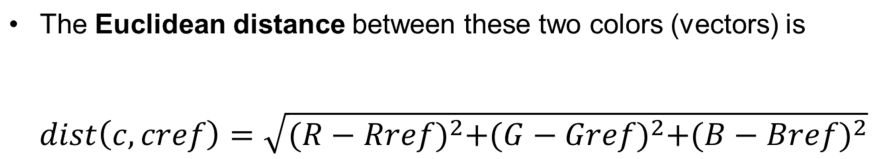 • The Euclidean distance between these two colors (vectors) is
dist(c, cref) = √(R − Rref)²+(G − Gref)²+(B − Bref)²